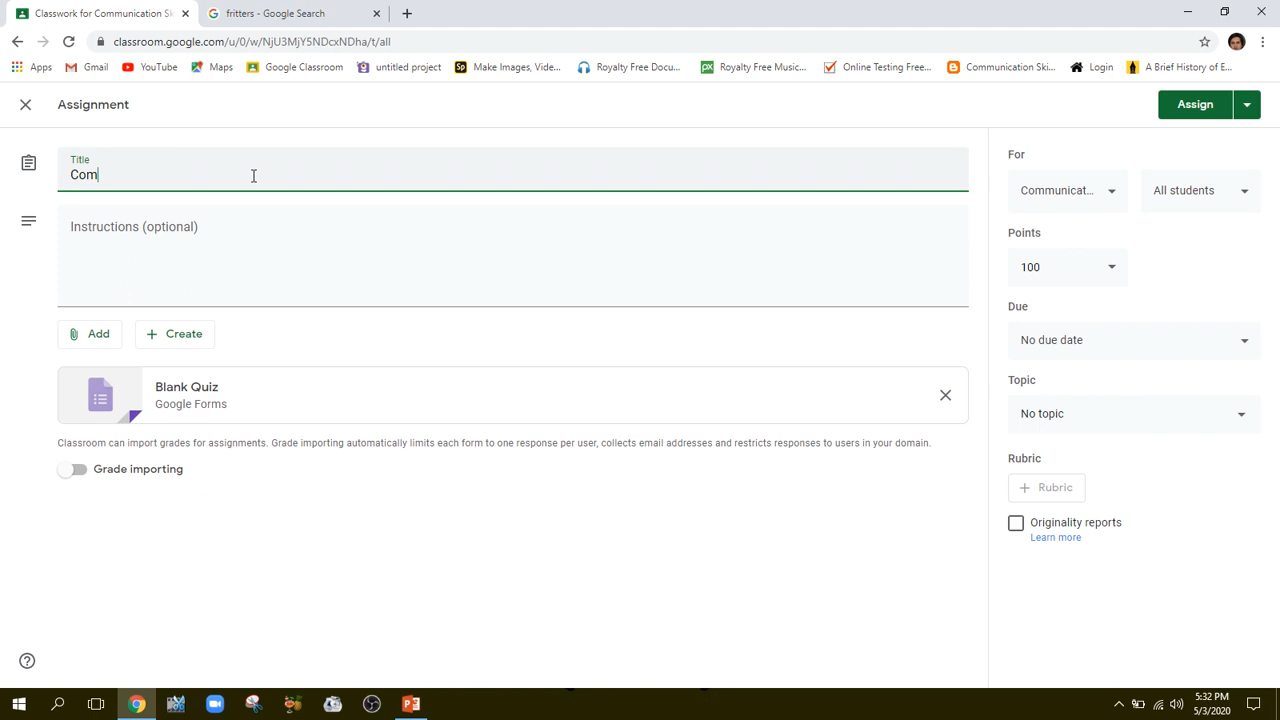 Classwork for Communication Sk
fritters - Google Search
classroom.google.com/u/0/w/NjU3MjY5NDcxNDha/t/all
Apps Gmail YouTube Maps Google Classroom untitled project Make Images, Vide... Royalty Free Docu... Royalty Free Music... Online Testing Free... Communication Ski... Login A Brief History of E...
Assignment
Assign
Title
Com
Instructions (optional)
Add
Create
Blank Quiz
Google Forms
Classroom can import grades for assignments. Grade importing automatically limits each form to one response per user, collects email addresses and restricts responses to users in your domain.
Grade importing
For
Communicat... All students
Points
100
Due
No due date
Topic
No topic
Rubric
Rubric
Originality reports
Learn more
5:32 PM
5/3/2020